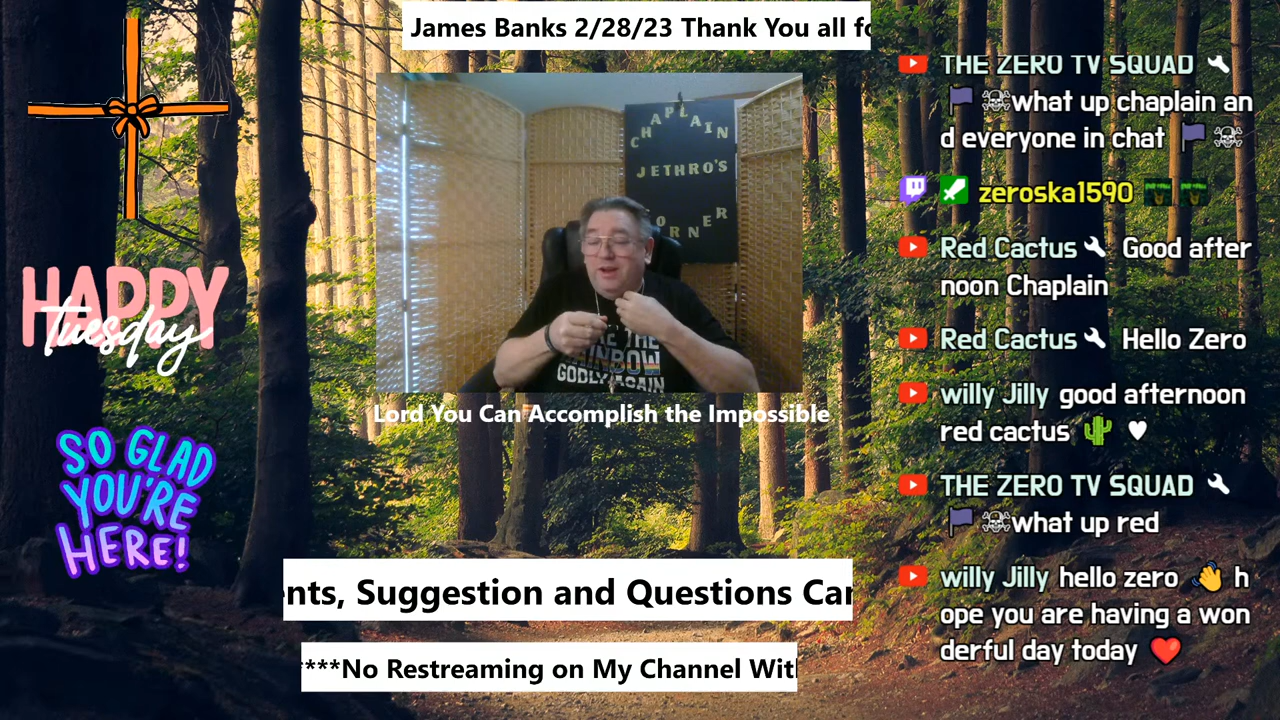 James Banks 2/28/23 Thank You all fo
CHAPLAIN
JETHRO'S
CORNER
RAINBOW
GODLY AGAIN
Lord You Can Accomplish the Impossible
HAPPY
tuesday
SO GLAD
YOU'RE
HERE!
nts, Suggestion and Questions Can
****No Restreaming on My Channel With
THE ZERO TV SQUAD
what up chaplain an
d everyone in chat
zeroska1590
Red Cactus Good after
noon Chaplain
Red Cactus Hello Zero
willy Jilly good afternoon
red cactus
THE ZERO TV SQUAD
what up red
willy Jilly hello zero h
ope you are having a won
derful day today